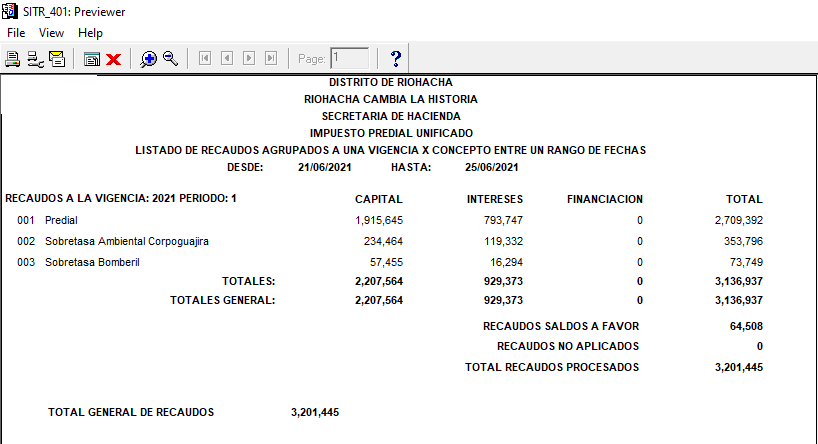 SITR_401: Previewer
File View Help
Page: 1
DISTRITO DE RIOHACHA
RIOHACHA CAMBIA LA HISTORIA
SECRETARIA DE HACIENDA
IMPUESTO PREDIAL UNIFICADO
LISTADO DE RECAUDOS AGRUPADOS A UNA VIGENCIA X CONCEPTO ENTRE UN RANGO DE FECHAS
DESDE: 21/06/2021 HASTA: 25/06/2021
RECAUDOS A LA VIGENCIA: 2021 PERIODO: 1 CAPITAL INTERESES FINANCIACION TOTAL
001 Predial 1,915,645 793,747 0 2,709,392
002 Sobretasa Ambiental Corpoguajira 234,464 119,332 0 353,796
003 Sobretasa Bomberil 57,455 16,294 0 73,749
TOTALES: 2,207,564 929,373 0 3,136,937
TOTALES GENERAL: 2,207,564 929,373 0 3,136,937
RECAUDOS SALDOS A FAVOR 64,508
RECAUDOS NO APLICADOS 0
TOTAL RECAUDOS PROCESADOS 3,201,445
TOTAL GENERAL DE RECAUDOS 3,201,445